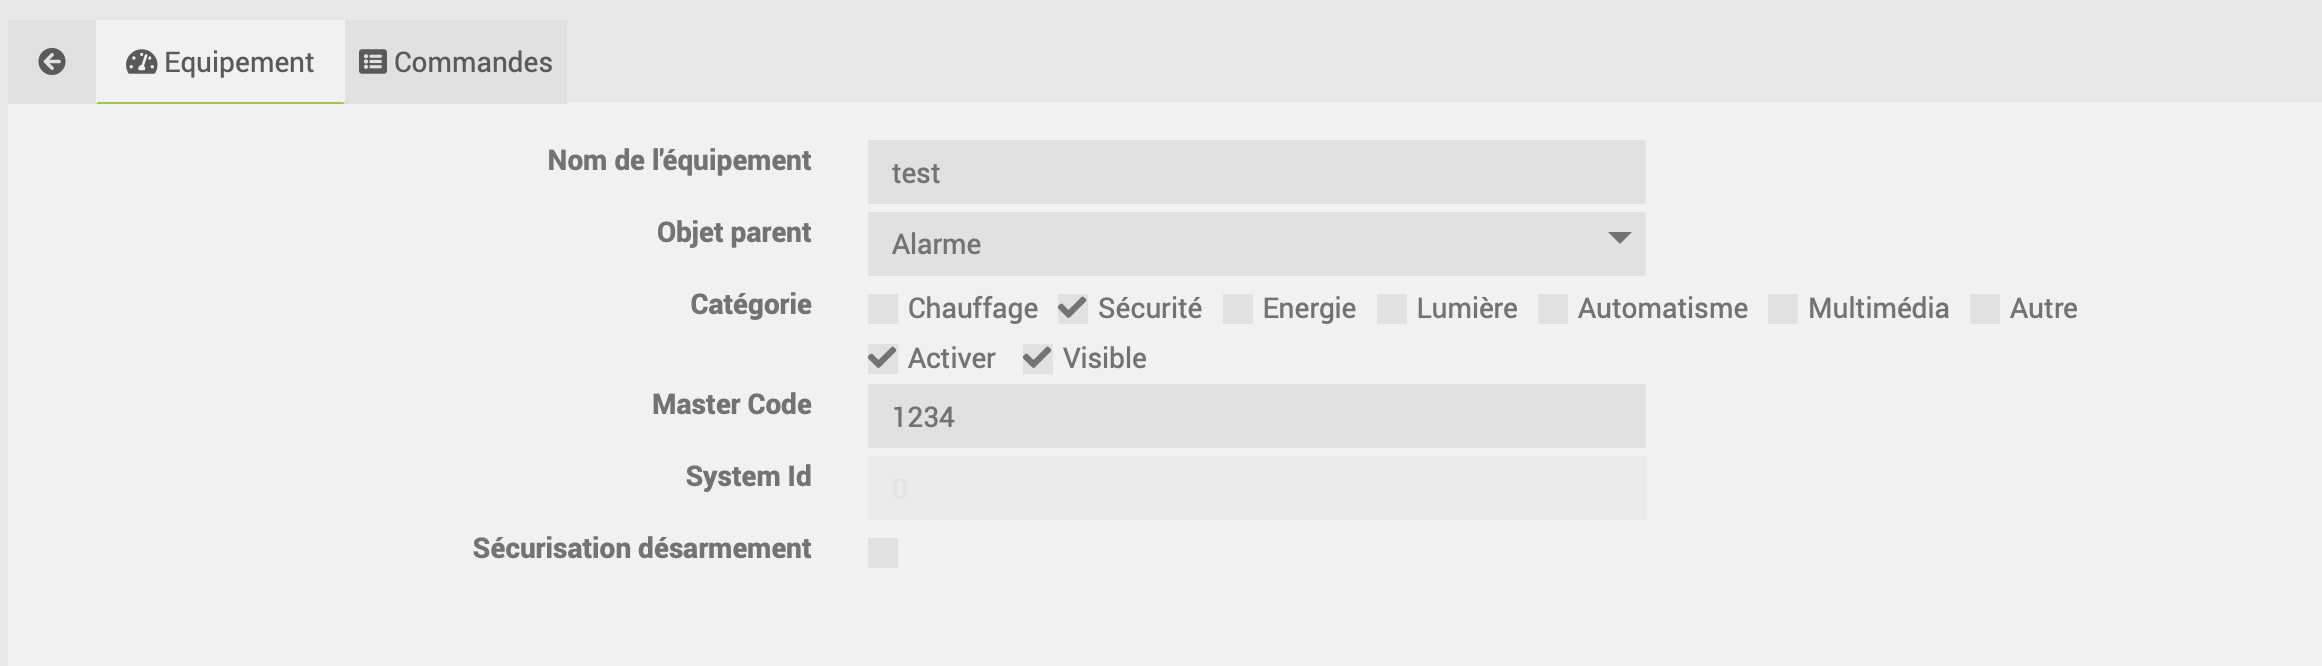 Equipement Commandes
Nom de l'équipement test
Objet parent Alarme
Catégorie Chauffage Sécurité Energie Lumière Automatisme Multimédia Autre
Activer Visible
Master Code 1234
System Id 0
Sécurisation désarmement